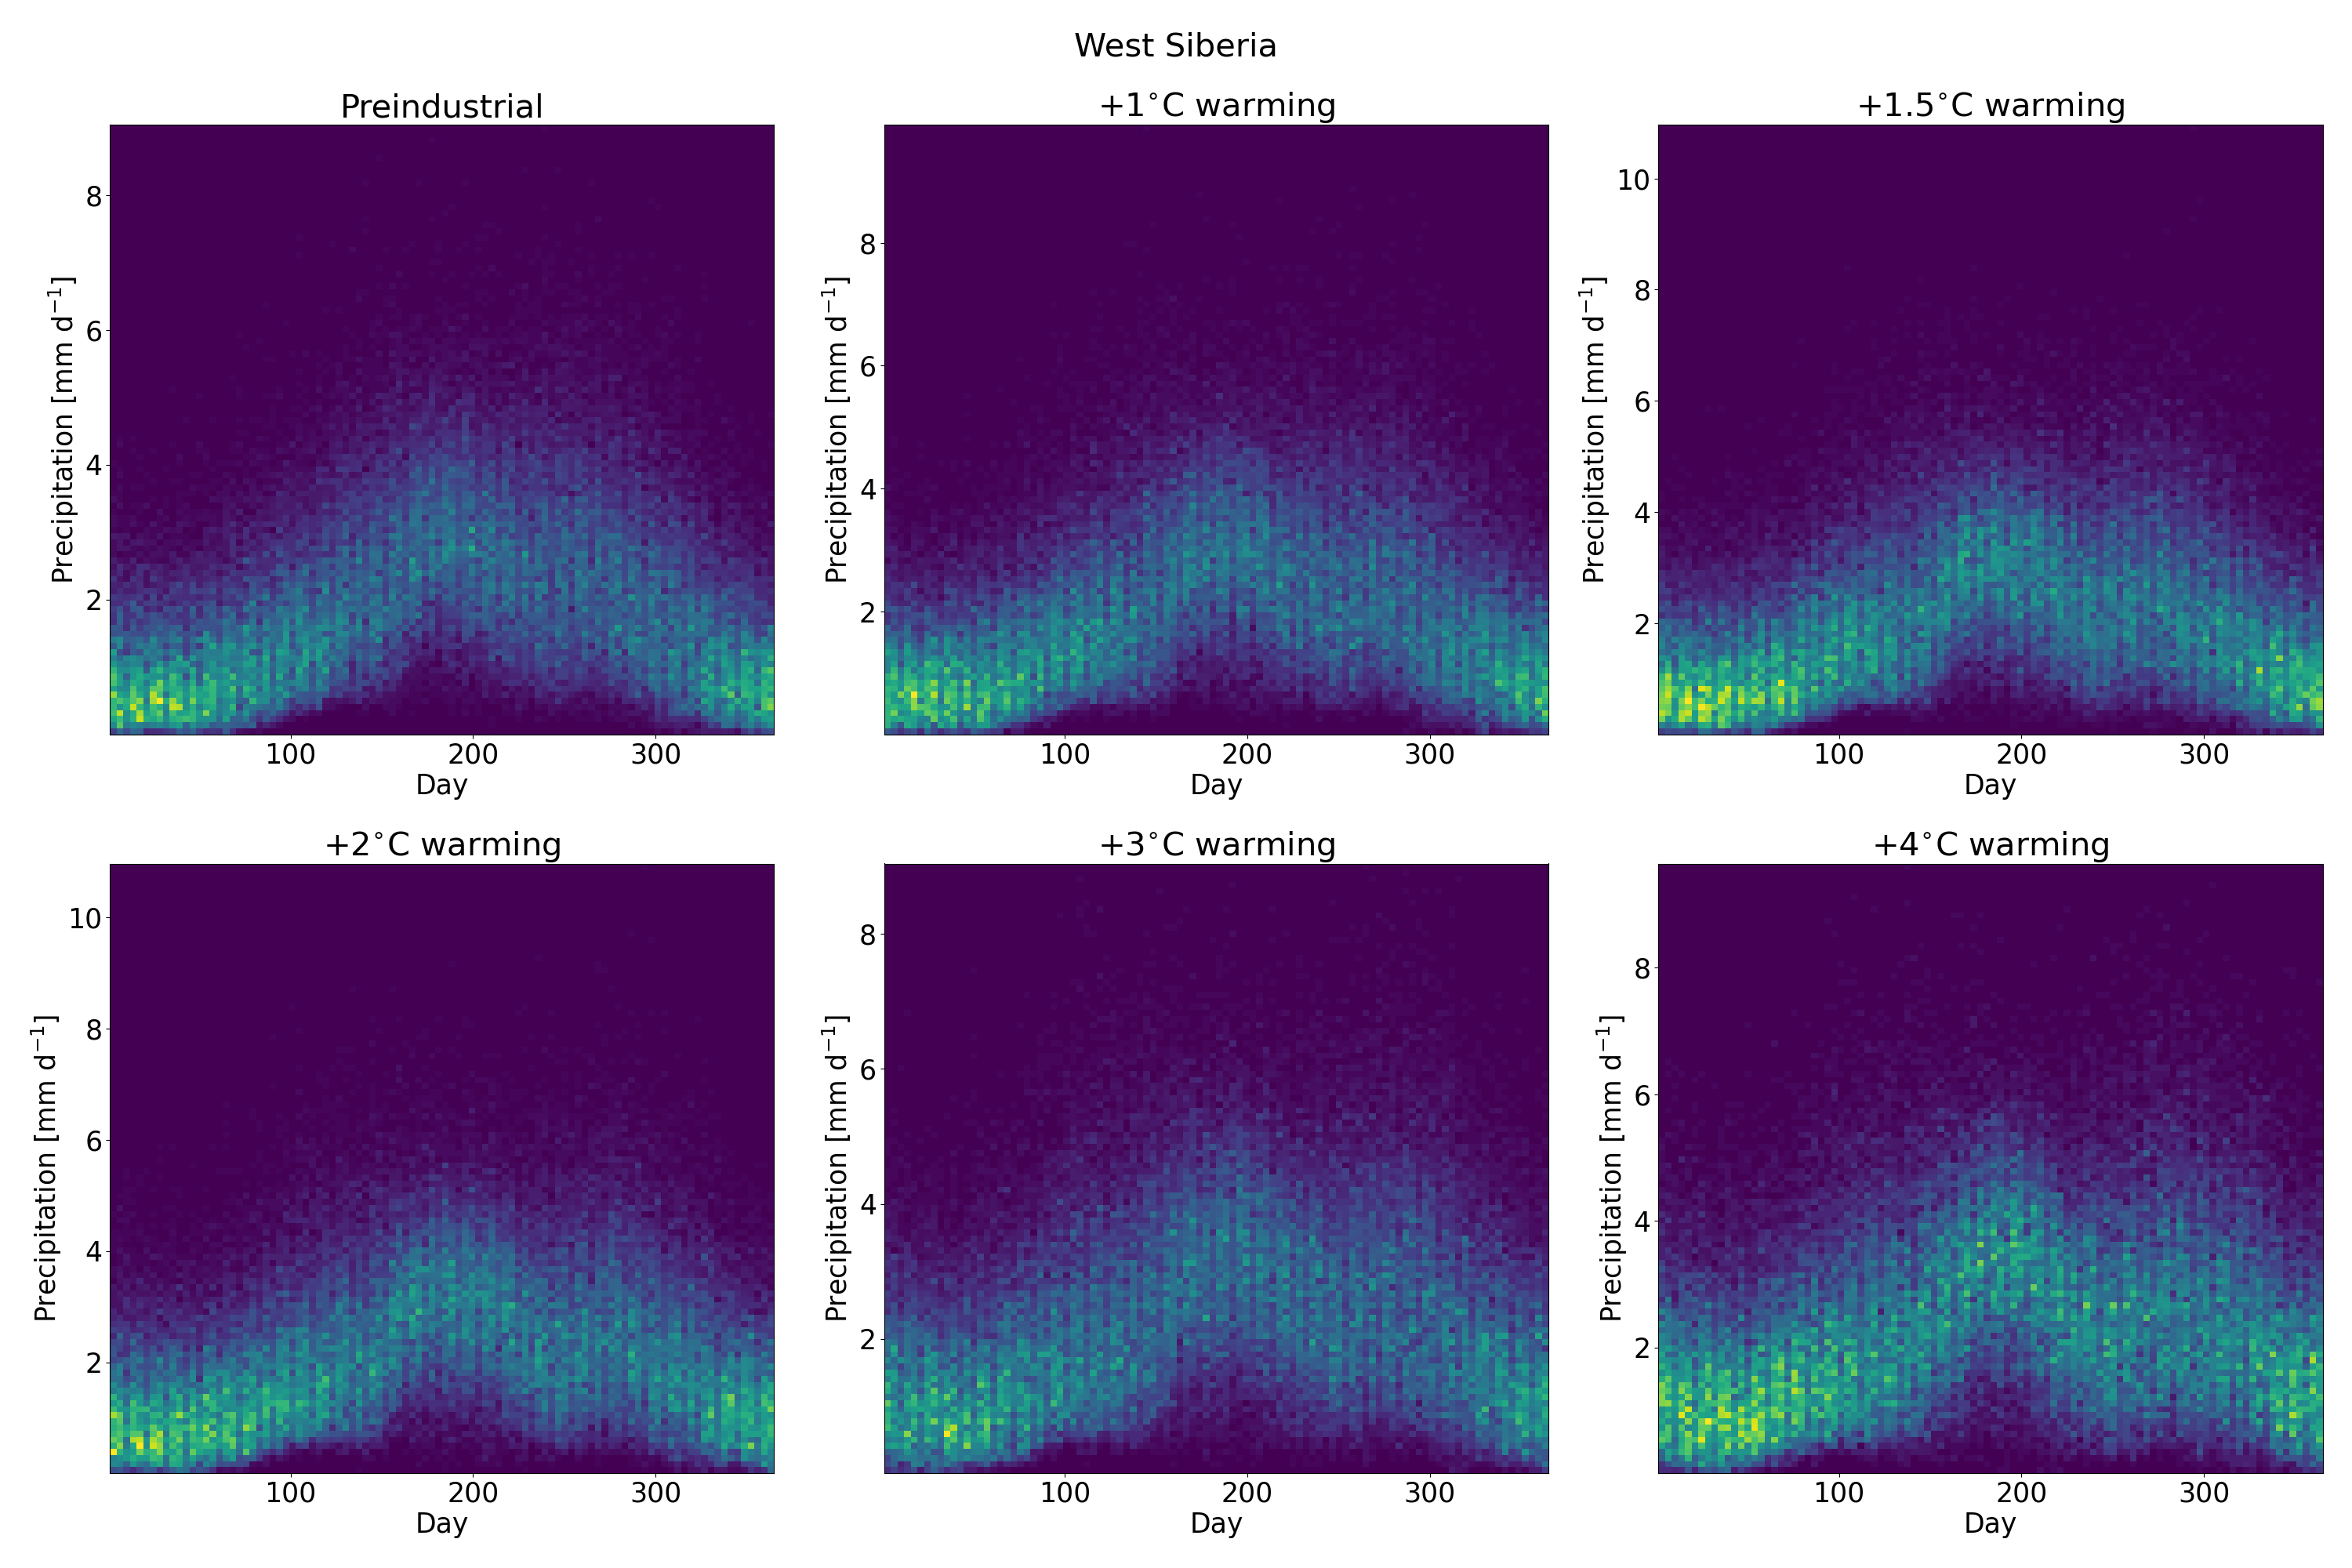 West Siberia
Preindustrial
+1°C warming
+1.5°C warming
8
6
4
2
Precipitation [mm d⁻¹]
100 200 300
Day
8
6
4
2
Precipitation [mm d⁻¹]
100 200 300
Day
10
8
6
4
2
Precipitation [mm d⁻¹]
100 200 300
Day
+2°C warming
+3°C warming
+4°C warming
10
8
6
4
2
Precipitation [mm d⁻¹]
100 200 300
Day
8
6
4
2
Precipitation [mm d⁻¹]
100 200 300
Day
8
6
4
2
Precipitation [mm d⁻¹]
100 200 300
Day